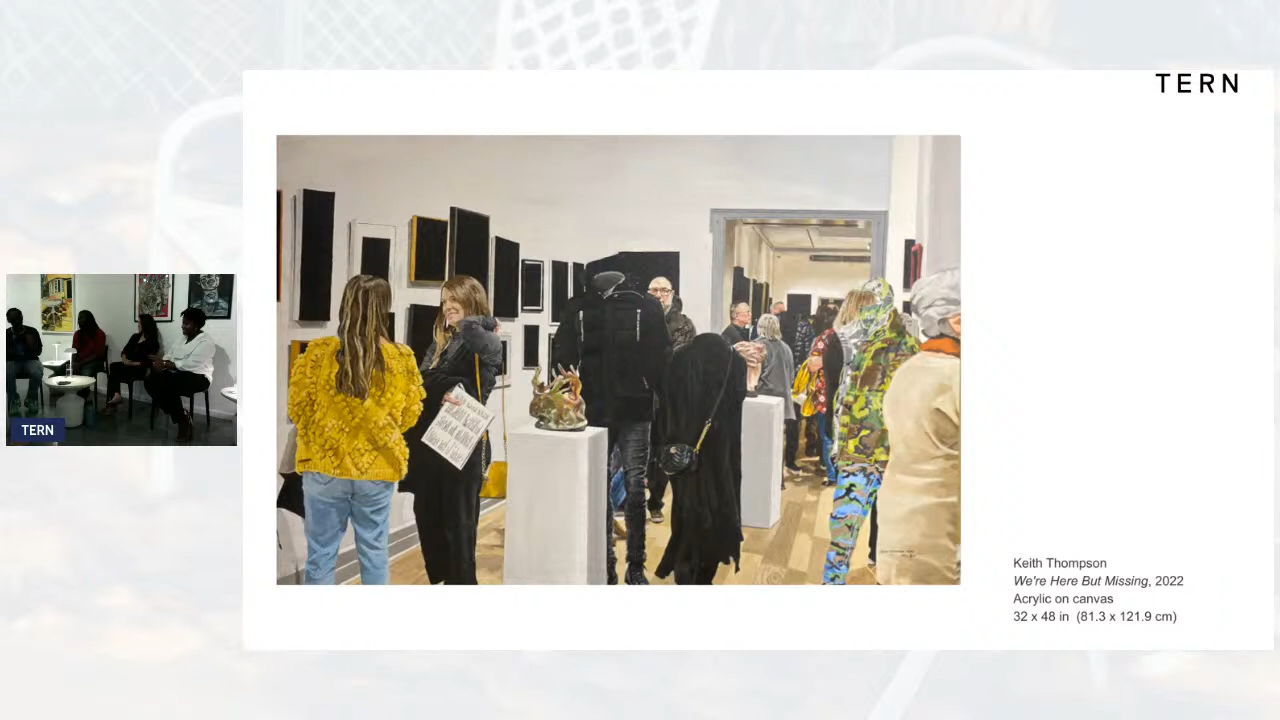 TERN
TERN
Keith Thompson
We're Here But Missing, 2022
Acrylic on canvas
32 x 48 in (81.3 x 121.9 cm)